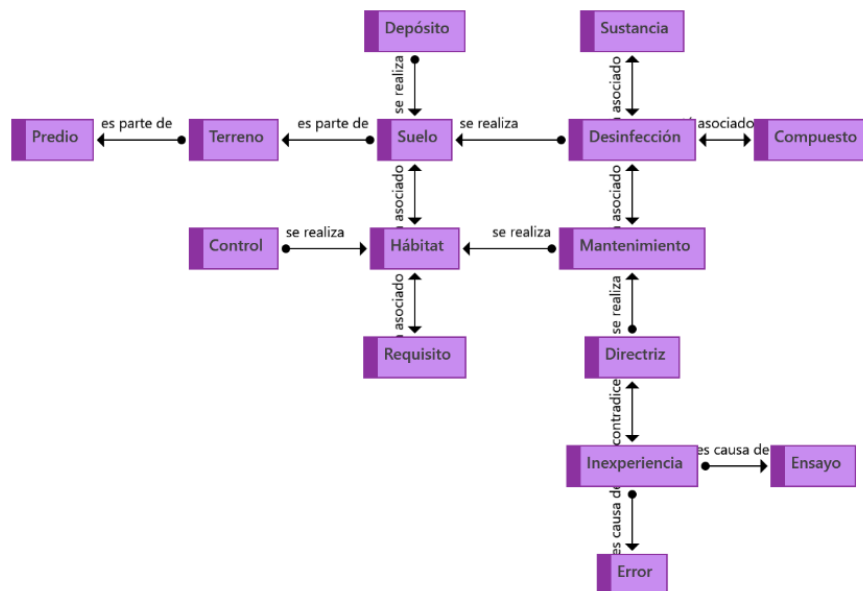 Depósito
Sustancia
se realiza
asociado
Predio
es parte de
Terreno
es parte de
Suelo
se realiza
Desinfección
asociado
Compuesto
asociado
asociado
Control
se realiza
Hábitat
se realiza
Mantenimiento
asociado
se realiza
Requisito
Directriz
contradice
Inexperiencia
es causa de
Ensayo
es causa de
Error